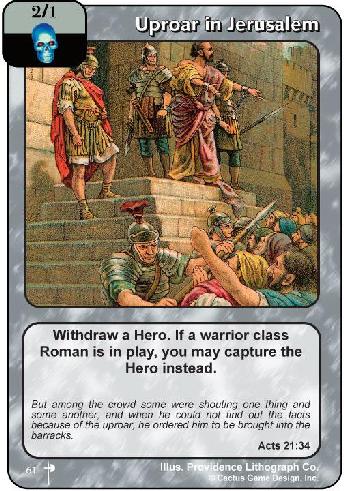 2/1
Uproar in Jerusalem
Withdraw a Hero. If a warrior class
Roman is in play, you may capture the
Hero instead.
But among the crowd some were shouting one thing and
some another, and when he could not find out the facts
because of the uproar, he ordered him to be brought into the
barracks.
Acts 21:34
61
Illus. Providence Lithograph Co.
© Cactus Game Design, Inc.